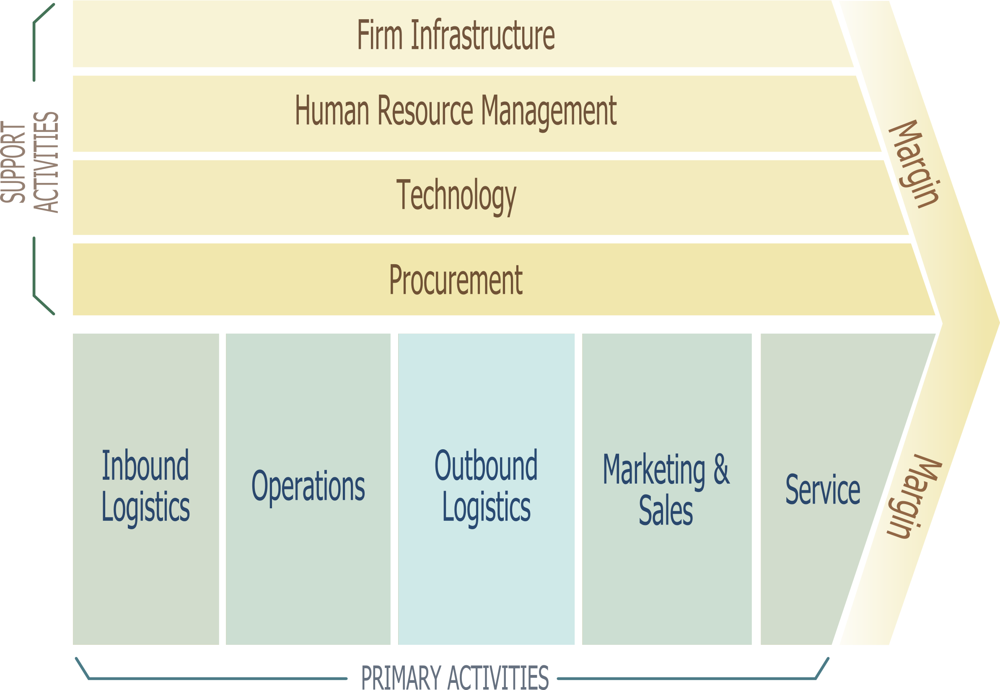 Firm Infrastructure
Human Resource Management
Technology
Procurement
SUPPORT
ACTIVITIES
Margin
Inbound
Logistics
Operations
Outbound
Logistics
Marketing &
Sales
Service
Margin
PRIMARY ACTIVITIES